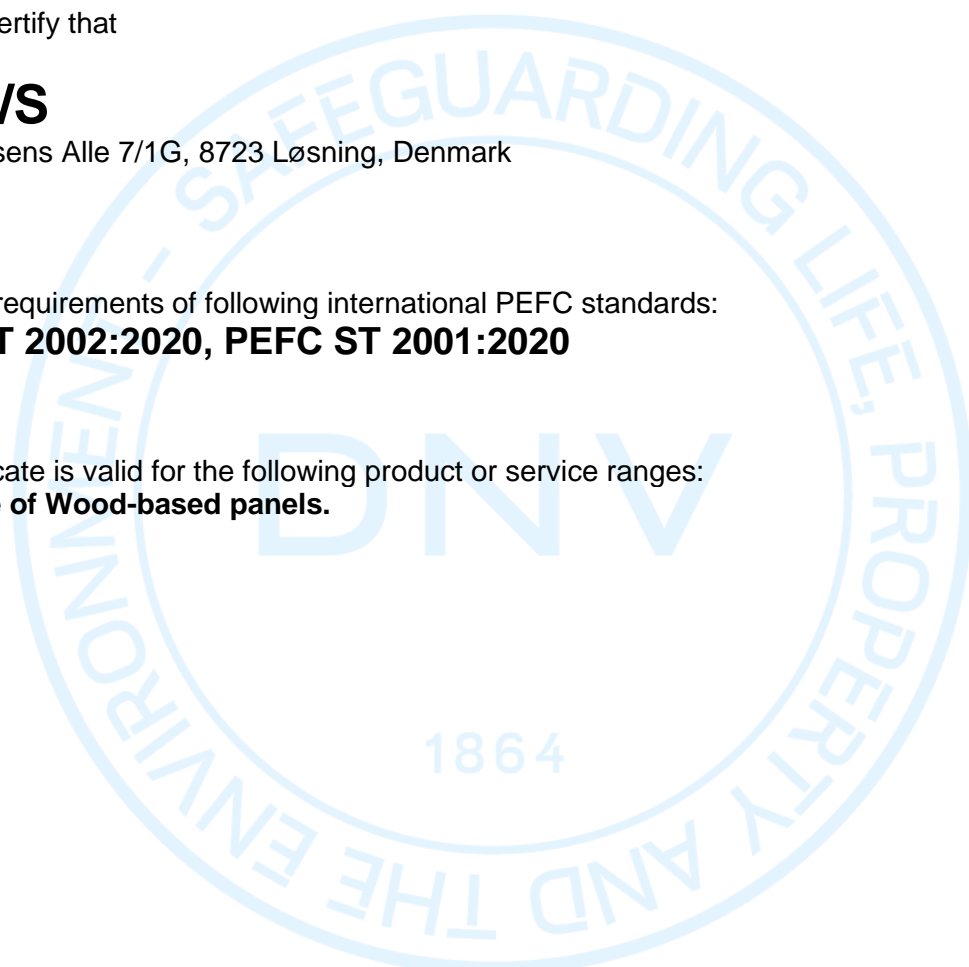 ertify that
/S
sens Alle 7/1G, 8723 Løsning, Denmark
requirements of following international PEFC standards:
T 2002:2020, PEFC ST 2001:2020
cate is valid for the following product or service ranges:
e of Wood-based panels.
SAFEGUARDING LIFE, PROPERTY AND THE ENVIRONMENT -
DNV
1864